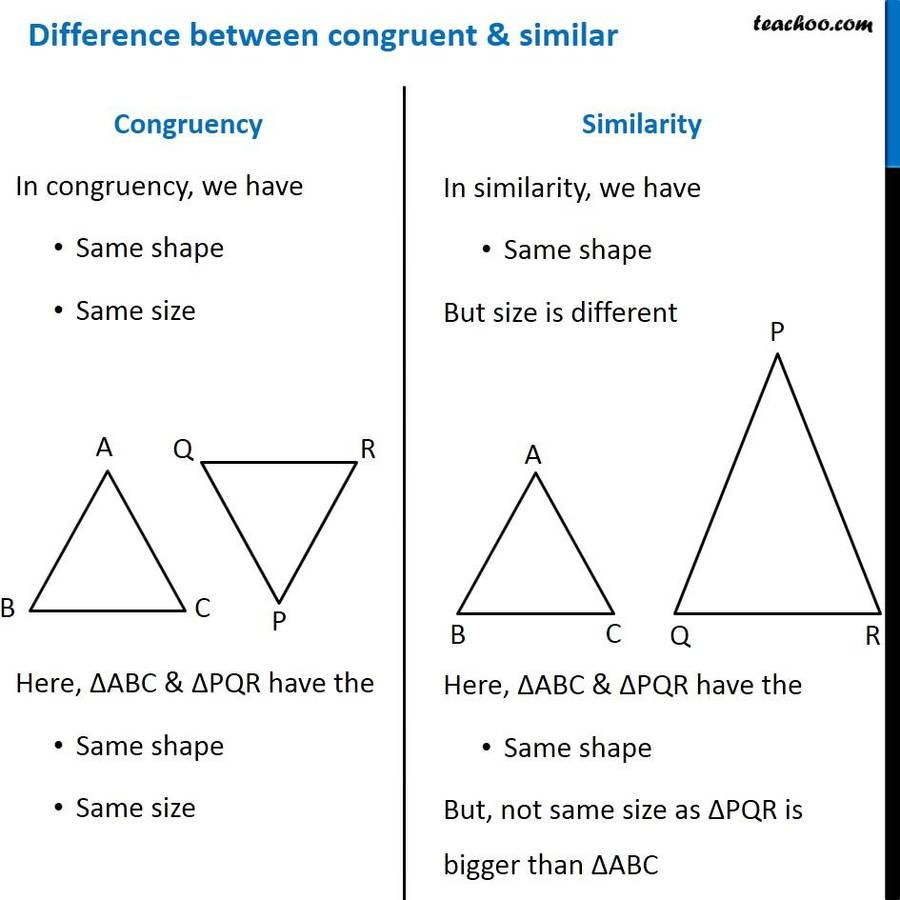 Difference between congruent & similar
teachoo.com
Congruency
In congruency, we have
• Same shape
• Same size
A
Q
R
B
C
P
Here, ΔABC & ΔPQR have the
• Same shape
• Same size
Similarity
In similarity, we have
• Same shape
But size is different
P
A
B
C
Q
R
Here, ΔABC & ΔPQR have the
• Same shape
But, not same size as ΔPQR is
bigger than ΔABC